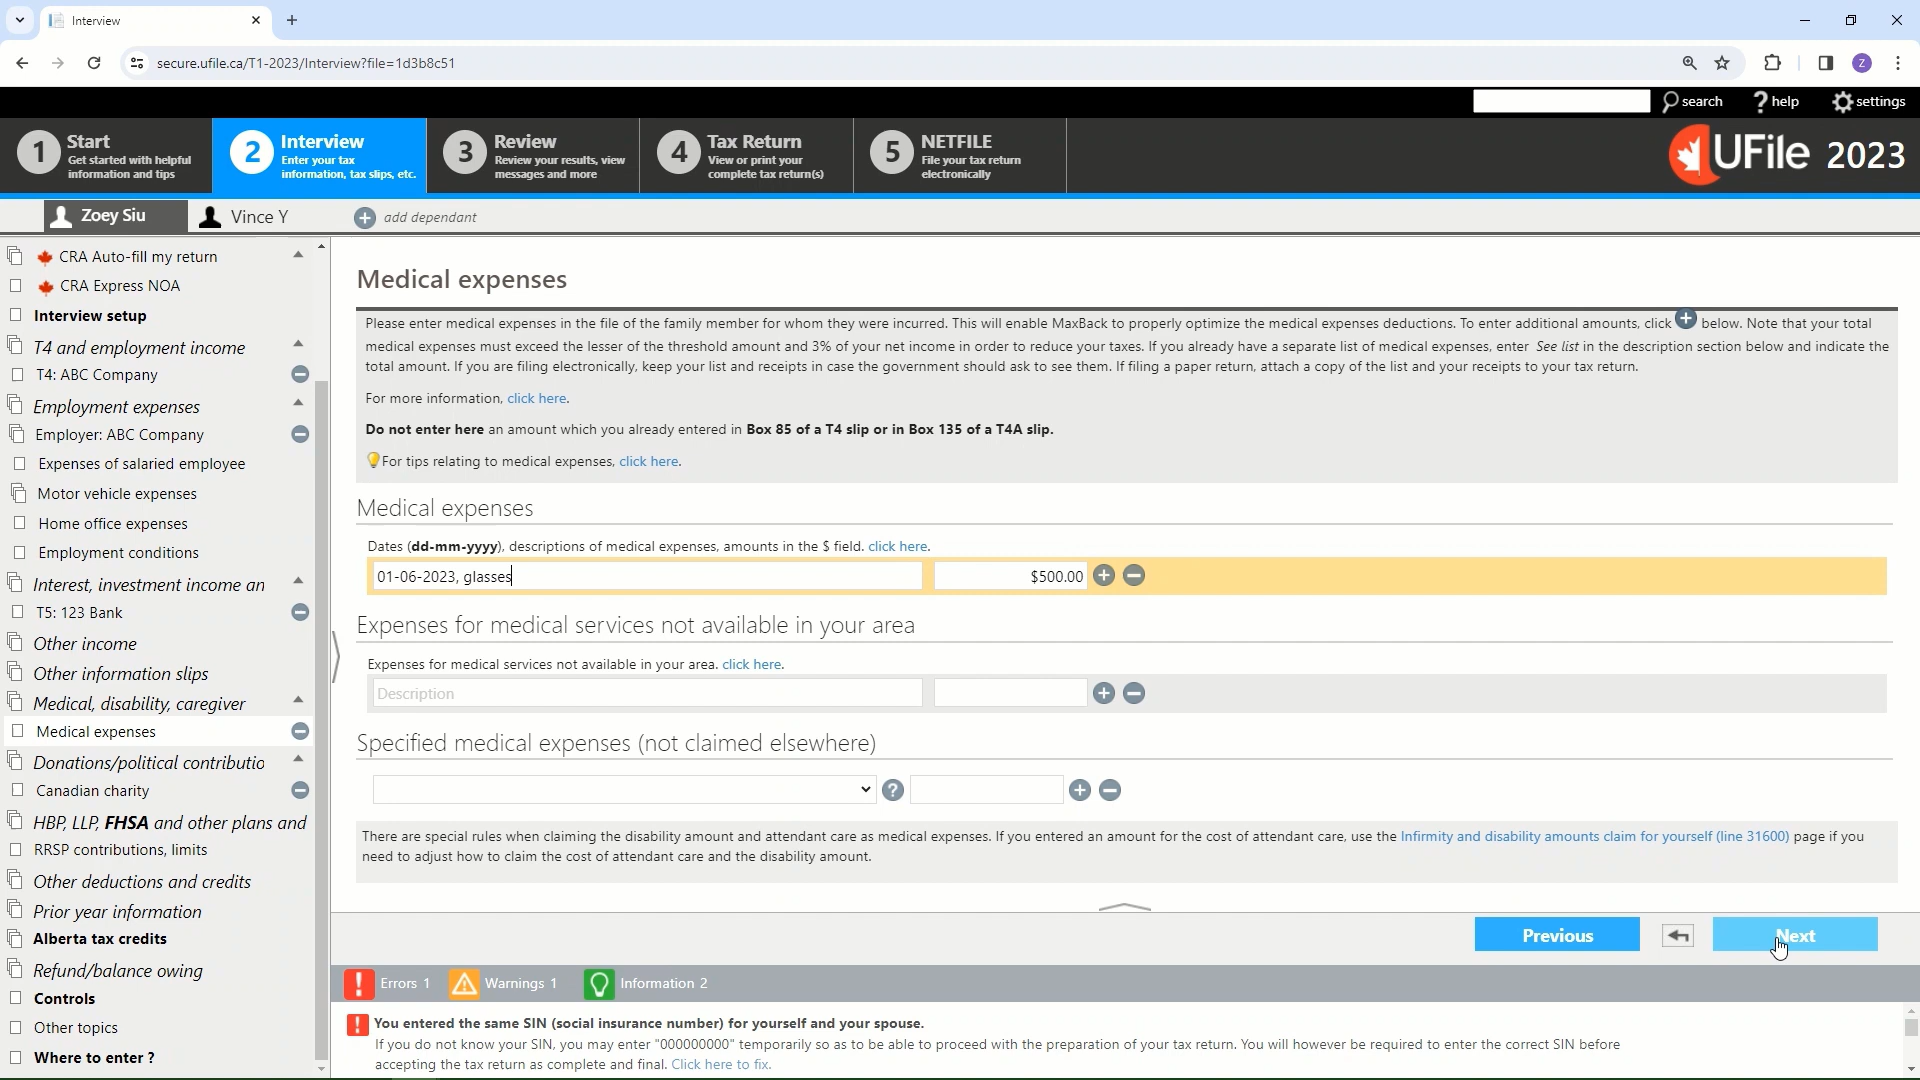 Interview
secure.ufile.ca/T1-2023/Interview?file=1d3b8c51
Z
search
help
settings
1 Start
Get started with helpful
information and tips
2 Interview
Enter your tax
information, tax slips, etc.
3 Review
Review your results, view
messages and more
4 Tax Return
View or print your
complete tax return(s)
5 NETFILE
File your tax return
electronically
UFile 2023
Zoey Siu
Vince Y
add dependant
CRA Auto-fill my return
CRA Express NOA
Interview setup
T4 and employment income
T4: ABC Company
Employment expenses
Employer: ABC Company
Expenses of salaried employee
Motor vehicle expenses
Home office expenses
Employment conditions
Interest, investment income an
T5: 123 Bank
Other income
Other information slips
Medical, disability, caregiver
Medical expenses
Donations/political contributio
Canadian charity
HBP, LLP, FHSA and other plans and
RRSP contributions, limits
Other deductions and credits
Prior year information
Alberta tax credits
Refund/balance owing
Controls
Other topics
Where to enter ?
Medical expenses
Please enter medical expenses in the file of the family member for whom they were incurred. This will enable MaxBack to properly optimize the medical expenses deductions. To enter additional amounts, click below. Note that your total
medical expenses must exceed the lesser of the threshold amount and 3% of your net income in order to reduce your taxes. If you already have a separate list of medical expenses, enter See list in the description section below and indicate the
total amount. If you are filing electronically, keep your list and receipts in case the government should ask to see them. If filing a paper return, attach a copy of the list and your receipts to your tax return.
For more information, click here.
Do not enter here an amount which you already entered in Box 85 of a T4 slip or in Box 135 of a T4A slip.
For tips relating to medical expenses, click here.
Medical expenses
Dates (dd-mm-yyyy), descriptions of medical expenses, amounts in the $ field. click here.
01-06-2023, glasses
$500.00
Expenses for medical services not available in your area
Expenses for medical services not available in your area. click here.
Description
Specified medical expenses (not claimed elsewhere)
There are special rules when claiming the disability amount and attendant care as medical expenses. If you entered an amount for the cost of attendant care, use the Infirmity and disability amounts claim for yourself (line 31600) page if you
need to adjust how to claim the cost of attendant care and the disability amount.
Previous
Next
Errors 1
Warnings 1
Information 2
You entered the same SIN (social insurance number) for yourself and your spouse.
If you do not know your SIN, you may enter "000000000" temporarily so as to be able to proceed with the preparation of your tax return. You will however be required to enter the correct SIN before
accepting the tax return as complete and final. Click here to fix.